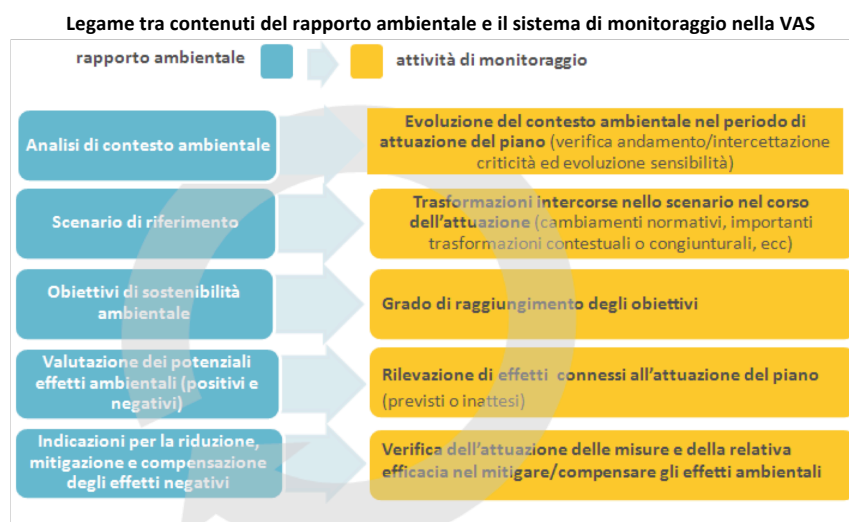 Legame tra contenuti del rapporto ambientale e il sistema di monitoraggio nella VAS
rapporto ambientale
attività di monitoraggio
Analisi di contesto ambientale
Evoluzione del contesto ambientale nel periodo di
attuazione del piano (verifica andamento/intercettazione
criticità ed evoluzione sensibilità)
Scenario di riferimento
Trasformazioni intercorse nello scenario nel corso
dell'attuazione (cambiamenti normativi, importanti
trasformazioni contestuali o congiunturali, ecc)
Obiettivi di sostenibilità
ambientale
Grado di raggiungimento degli obiettivi
Valutazione dei potenziali
effetti ambientali (positivi e
negativi)
Rilevazione di effetti connessi all'attuazione del piano
(previsti o inattesi)
Indicazioni per la riduzione,
mitigazione e compensazione
degli effetti negativi
Verifica dell'attuazione delle misure e della relativa
efficacia nel mitigare/compensare gli effetti ambientali